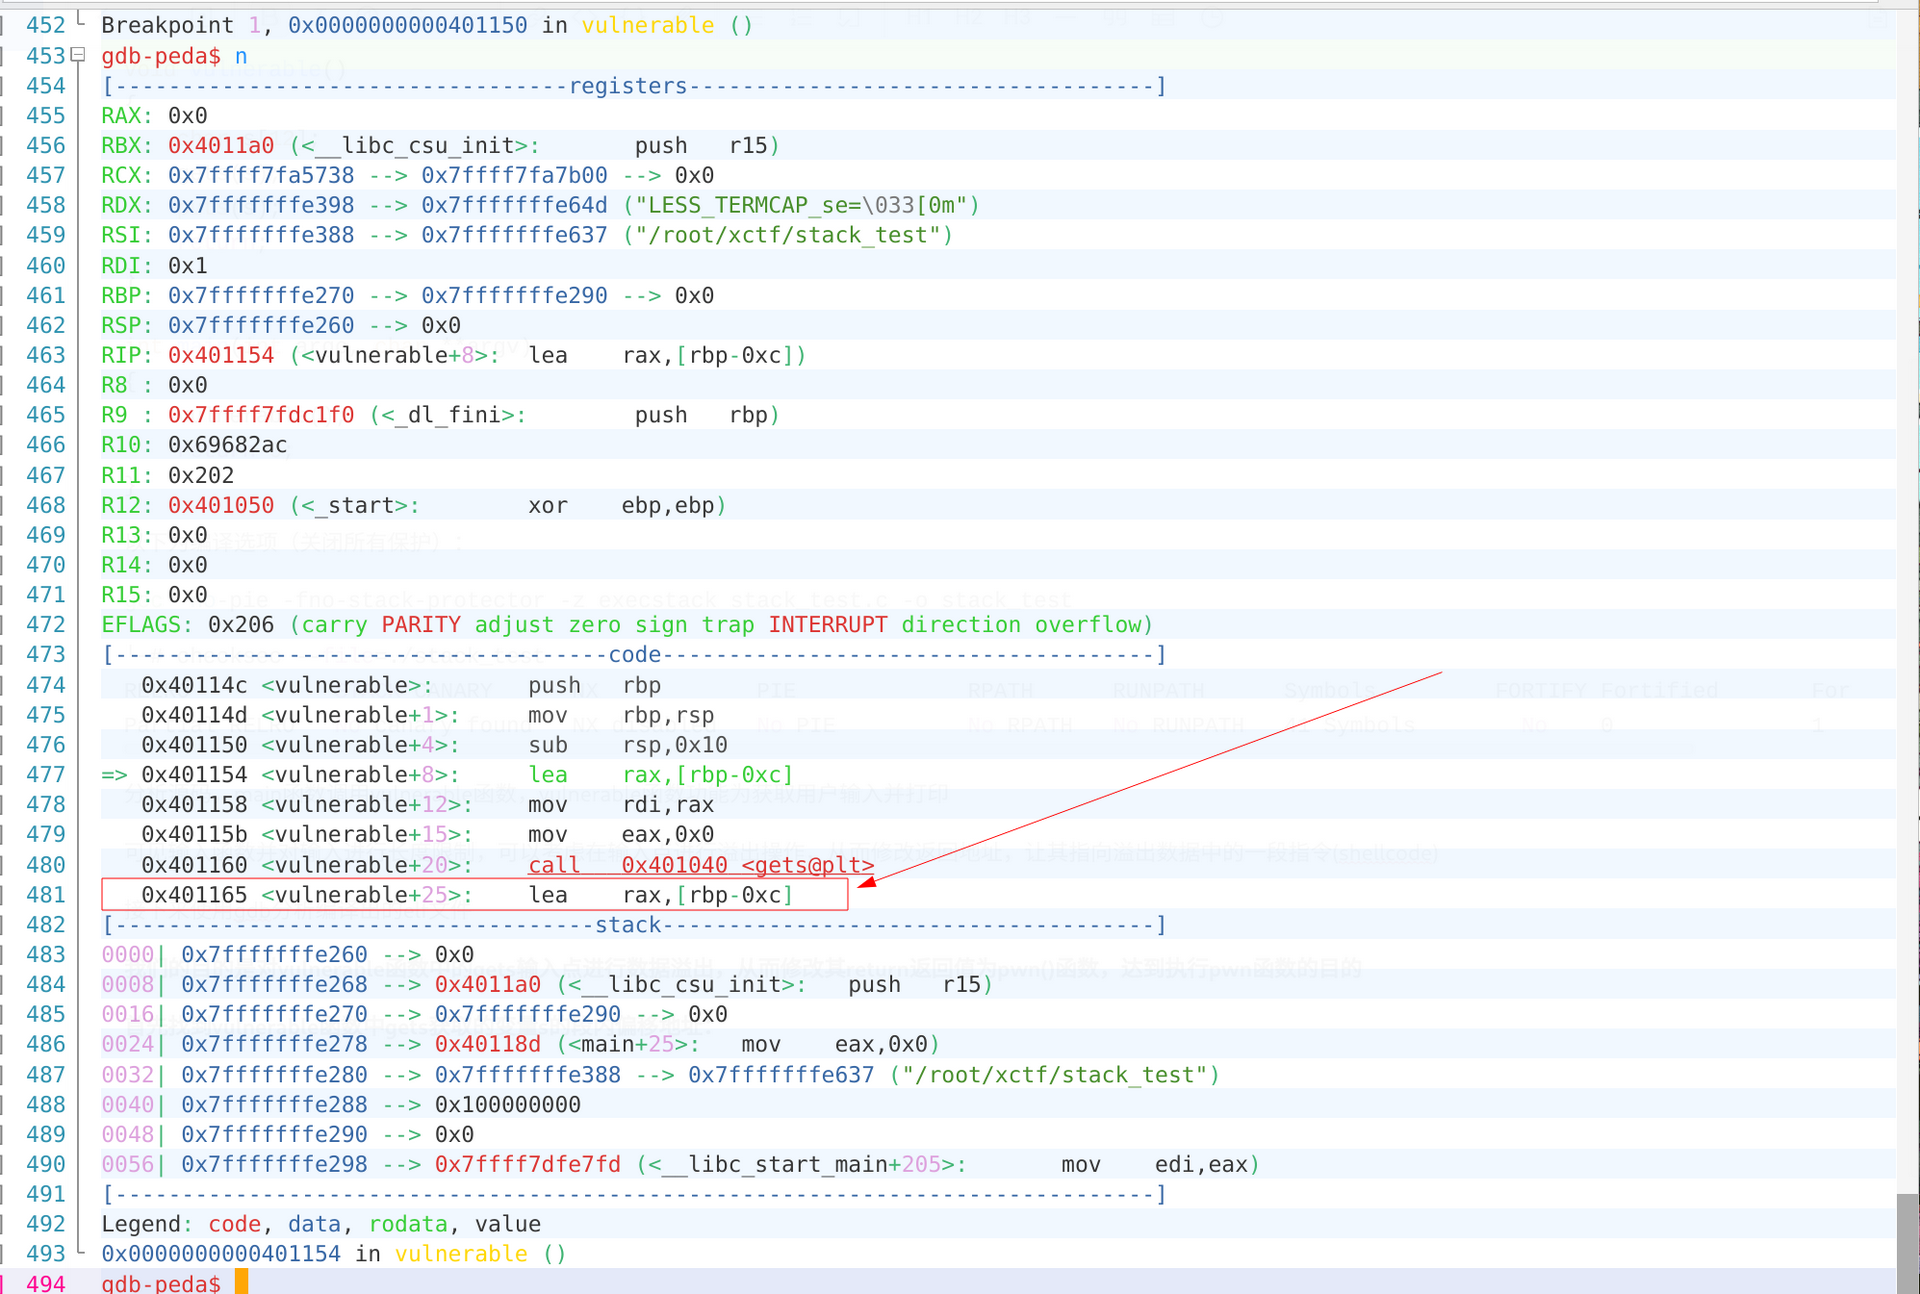 452 Breakpoint 1, 0x0000000000401150 in vulnerable ()
453 gdb-peda$ n
454 [----------------------------------registers-----------------------------------]
455 RAX: 0x0
456 RBX: 0x4011a0 (<__libc_csu_init>:       push   r15)
457 RCX: 0x7ffff7fa5738 --> 0x7ffff7fa7b00 --> 0x0
458 RDX: 0x7fffffffe398 --> 0x7fffffffe64d ("LESS_TERMCAP_se=\033[0m")
459 RSI: 0x7fffffffe388 --> 0x7fffffffe637 ("/root/xctf/stack_test")
460 RDI: 0x1
461 RBP: 0x7fffffffe270 --> 0x7fffffffe290 --> 0x0
462 RSP: 0x7fffffffe260 --> 0x0
463 RIP: 0x401154 (<vulnerable+8>:  lea    rax,[rbp-0xc])
464 R8 : 0x0
465 R9 : 0x7ffff7fdc1f0 (<_dl_fini>:        push   rbp)
466 R10: 0x69682ac
467 R11: 0x202
468 R12: 0x401050 (<_start>:        xor    ebp,ebp)
469 R13: 0x0
470 R14: 0x0
471 R15: 0x0
472 EFLAGS: 0x206 (carry PARITY adjust zero sign trap INTERRUPT direction overflow)
473 [-------------------------------------code-------------------------------------]
474    0x40114c <vulnerable>:       push   rbp
475    0x40114d <vulnerable+1>:     mov    rbp,rsp
476    0x401150 <vulnerable+4>:     sub    rsp,0x10
477 => 0x401154 <vulnerable+8>:     lea    rax,[rbp-0xc]
478    0x401158 <vulnerable+12>:    mov    rdi,rax
479    0x40115b <vulnerable+15>:    mov    eax,0x0
480    0x401160 <vulnerable+20>:    call   0x401040 <gets@plt>
481    0x401165 <vulnerable+25>:    lea    rax,[rbp-0xc]
482 [------------------------------------stack-------------------------------------]
483 0000| 0x7fffffffe260 --> 0x0
484 0008| 0x7fffffffe268 --> 0x4011a0 (<__libc_csu_init>:   push   r15)
485 0016| 0x7fffffffe270 --> 0x7fffffffe290 --> 0x0
486 0024| 0x7fffffffe278 --> 0x40118d (<main+25>:   mov    eax,0x0)
487 0032| 0x7fffffffe280 --> 0x7fffffffe388 --> 0x7fffffffe637 ("/root/xctf/stack_test")
488 0040| 0x7fffffffe288 --> 0x100000000
489 0048| 0x7fffffffe290 --> 0x0
490 0056| 0x7fffffffe298 --> 0x7ffff7dfe7fd (<__libc_start_main+205>:       mov    edi,eax)
491 [------------------------------------------------------------------------------]
492 Legend: code, data, rodata, value
493 0x0000000000401154 in vulnerable ()
494 gdb-peda$